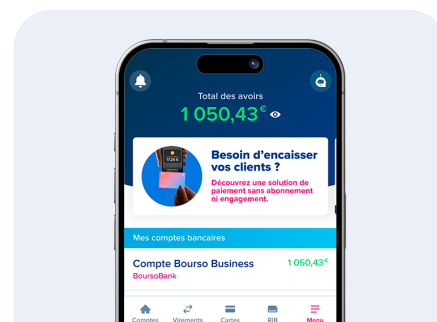 Total des avoirs
1 050,43€
Besoin d'encaisser
vos clients ?
Découvrez une solution de
paiement sans abonnement
ni engagement.
Mes comptes bancaires
Compte Bourso Business 1 050,43€
BoursoBank
Comptes Virements Cartes RIB Menu